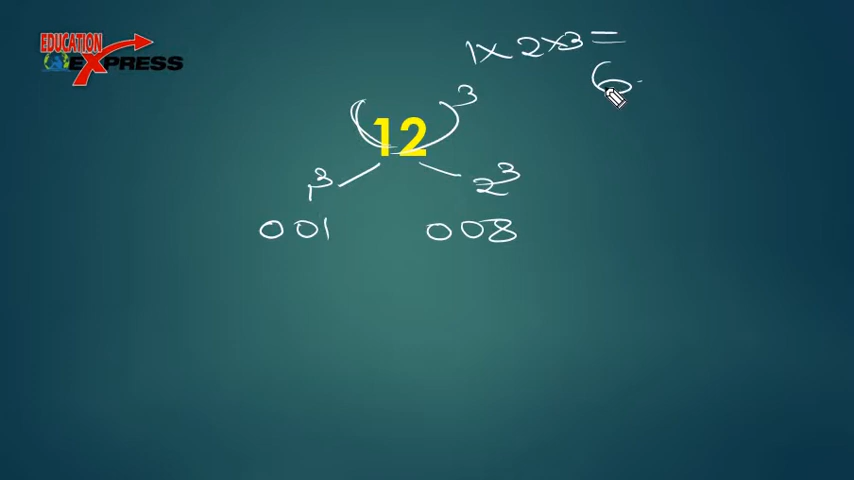 EDUCATION
EXPRESS
1×2×3=
6
(12)³
1³ 2³
001 008